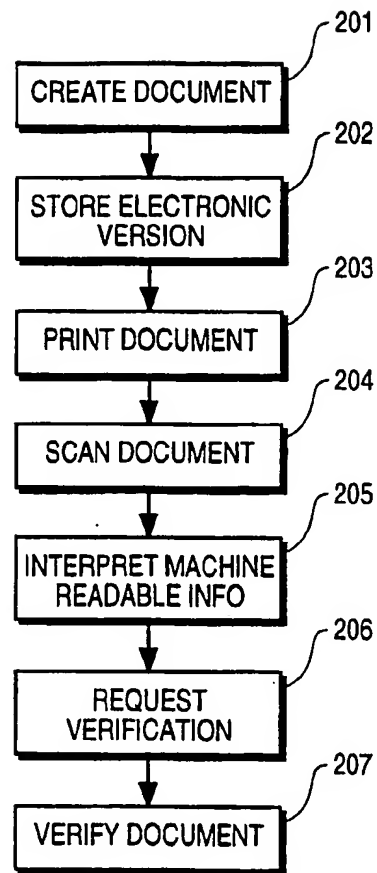 201
CREATE DOCUMENT
202
STORE ELECTRONIC
VERSION
203
PRINT DOCUMENT
204
SCAN DOCUMENT
205
INTERPRET MACHINE
READABLE INFO
206
REQUEST
VERIFICATION
207
VERIFY DOCUMENT